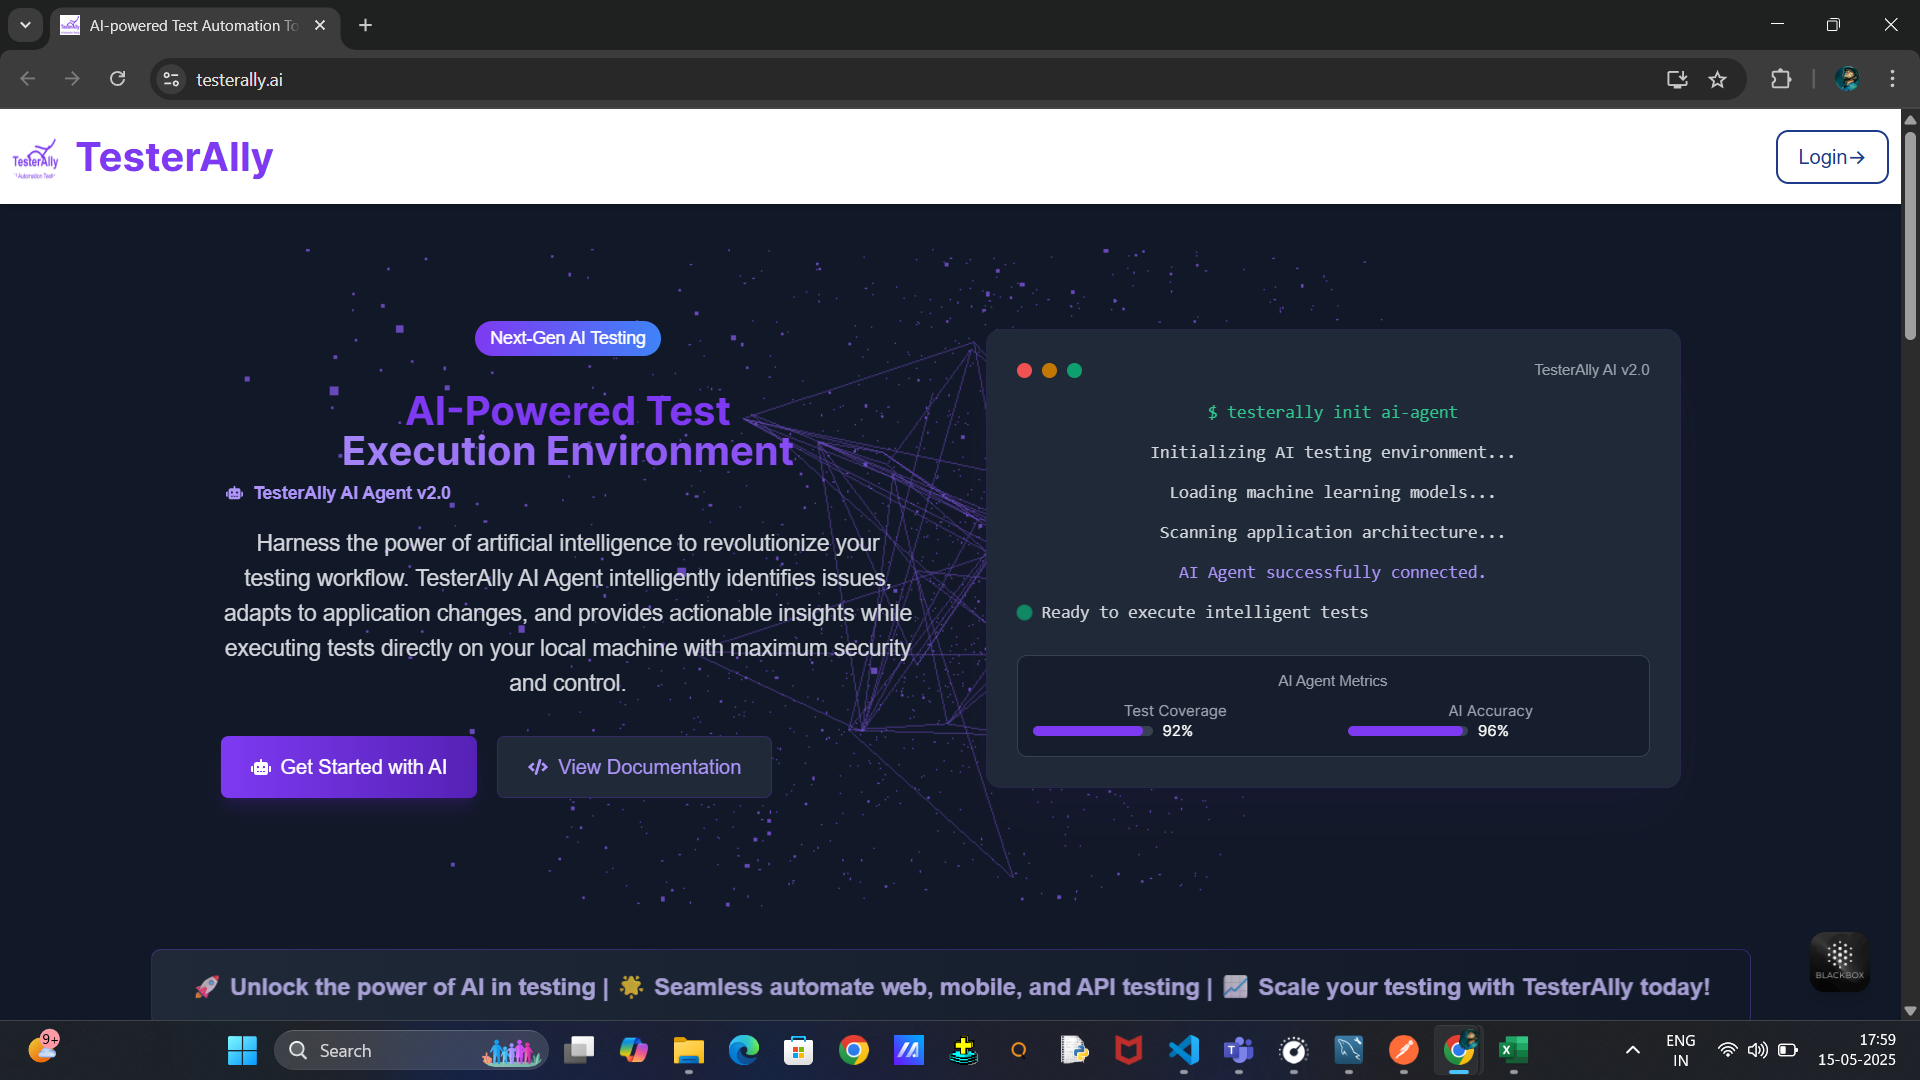 AI-powered Test Automation To
testerally.ai
TesterAlly
TesterAlly
Login→
Next-Gen AI Testing
AI-Powered Test
Execution Environment
TesterAlly AI Agent v2.0
Harness the power of artificial intelligence to revolutionize your
testing workflow. TesterAlly AI Agent intelligently identifies issues,
adapts to application changes, and provides actionable insights while
executing tests directly on your local machine with maximum security
and control.
Get Started with AI
</> View Documentation
TesterAlly AI v2.0
$ testerally init ai-agent
Initializing AI testing environment...
Loading machine learning models...
Scanning application architecture...
AI Agent successfully connected.
Ready to execute intelligent tests
AI Agent Metrics
Test Coverage
92%
AI Accuracy
96%
BLACKBOX
🚀 Unlock the power of AI in testing | 🌟 Seamless automate web, mobile, and API testing | 📈 Scale your testing with TesterAlly today!
9+
Search
ENG
IN
17:59
15-05-2025